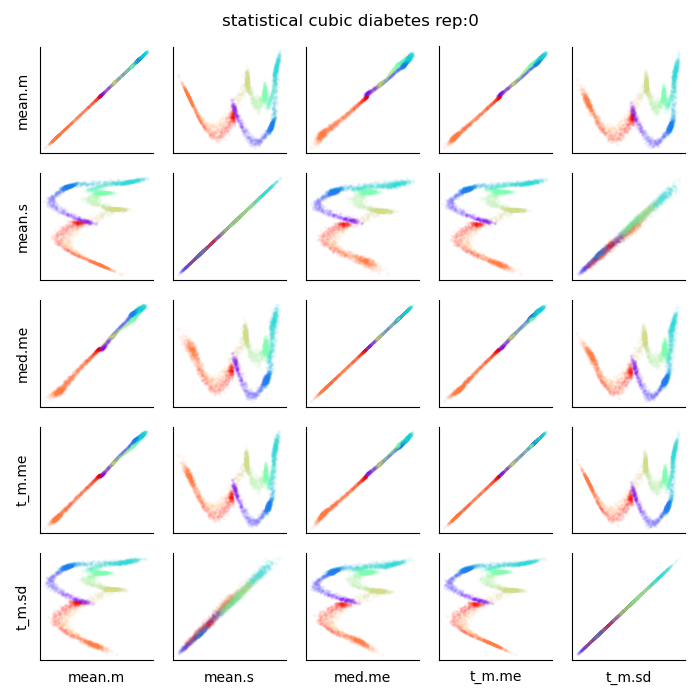 statistical cubic diabetes rep:0
mean.m
mean.s
med.me
t_m.me
t_m.sd
mean.m
mean.s
med.me
t_m.me
t_m.sd